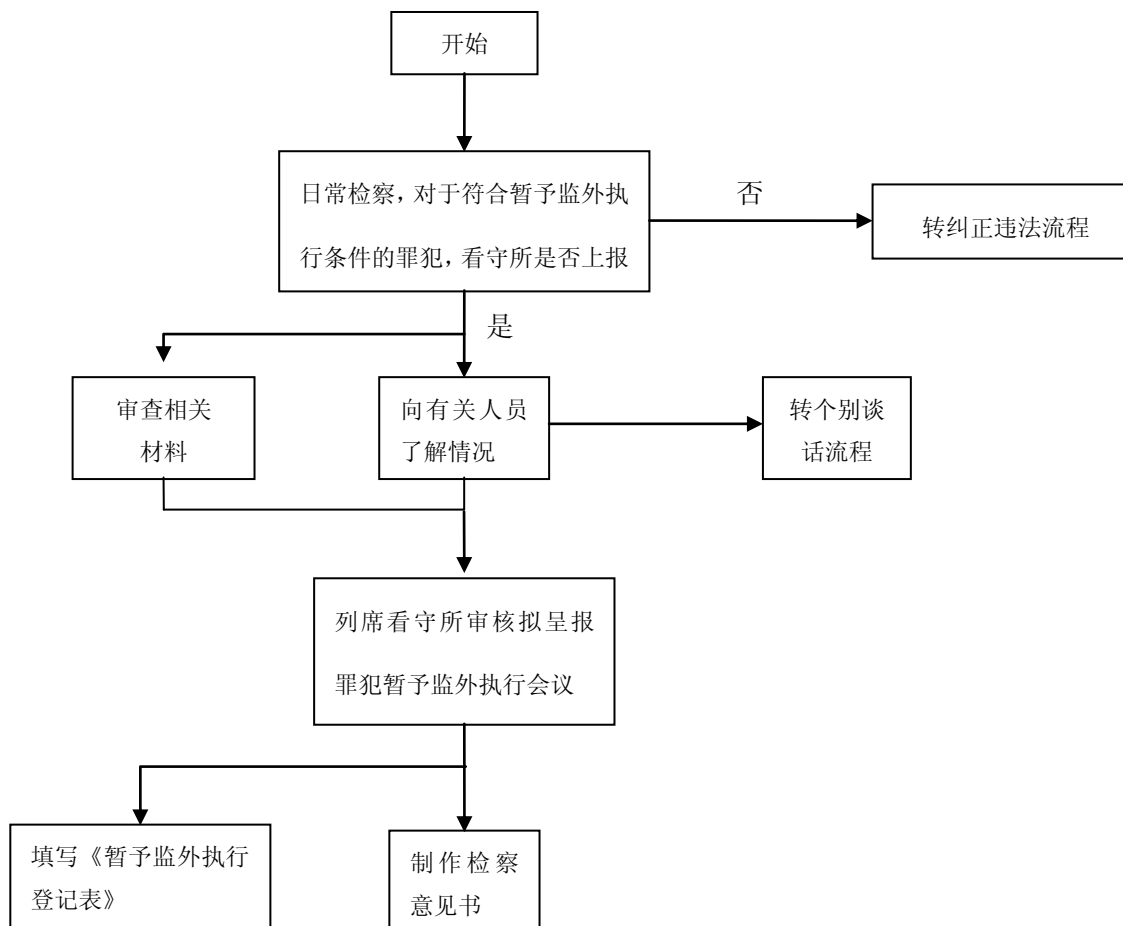 开始
日常检察，对于符合暂予监外执
行条件的罪犯，看守所是否上报
否
转纠正违法流程
是
审查相关
材料
向有关人员
了解情况
转个别谈
话流程
列席看守所审核拟呈报
罪犯暂予监外执行会议
填写《暂予监外执行
登记表》
制作检察
意见书